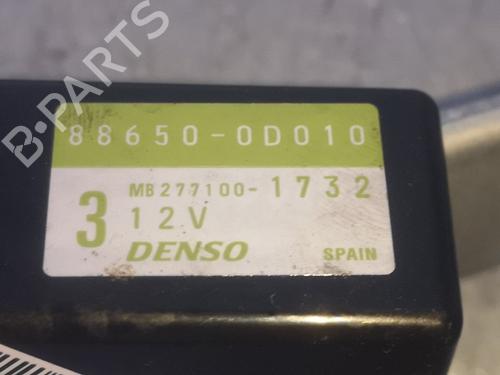 B-PARTS
88650-0D010
MB277100-1732
3 12V
DENSO SPAIN